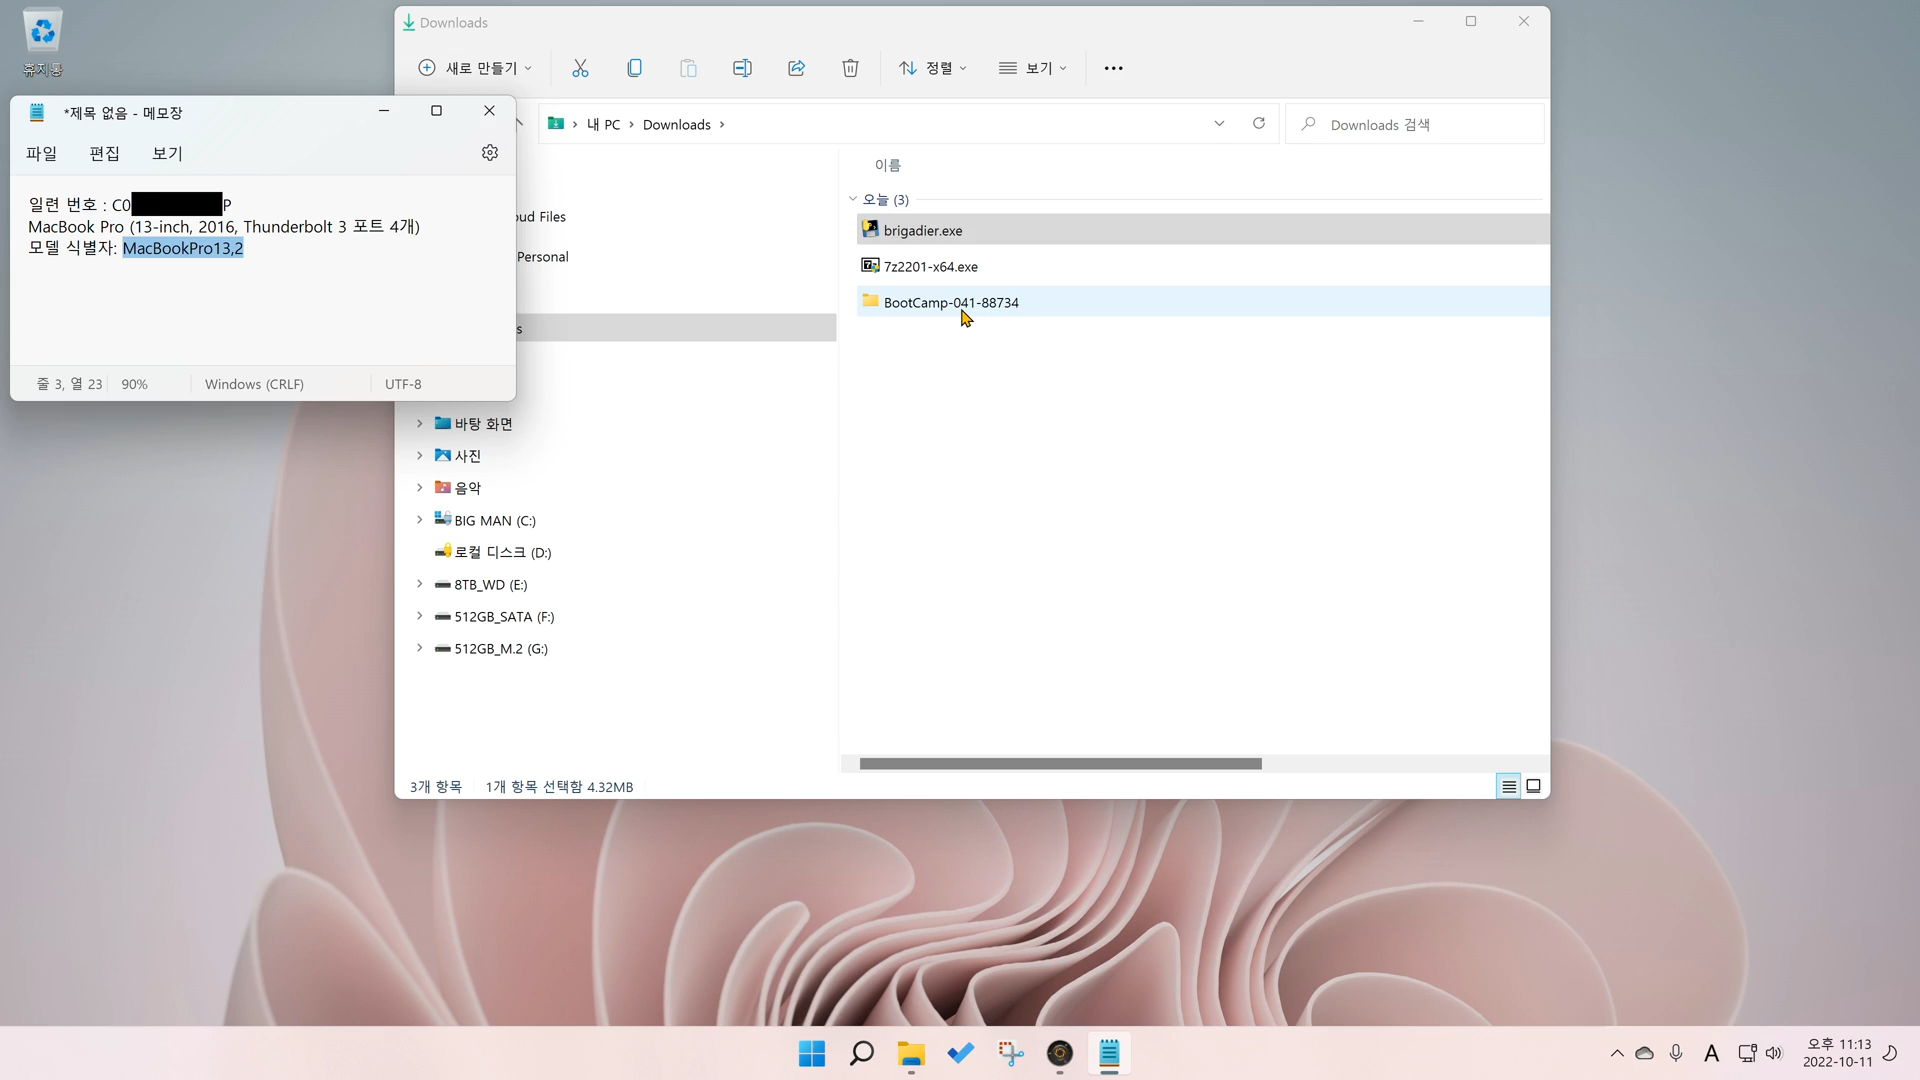 휴지통
Downloads
새로 만들기
정렬
보기
*제목 없음 - 메모장
파일
편집
보기
일련 번호 : C0 P
MacBook Pro (13-inch, 2016, Thunderbolt 3 포트 4개)
모델 식별자: MacBookPro13,2
줄 3, 열 23
90%
Windows (CRLF)
UTF-8
내 PC > Downloads >
Downloads 검색
이름
오늘 (3)
brigadier.exe
7z2201-x64.exe
BootCamp-041-88734
oud Files
Personal
s
바탕 화면
사진
음악
BIG MAN (C:)
로컬 디스크 (D:)
8TB_WD (E:)
512GB_SATA (F:)
512GB_M.2 (G:)
3개 항목
1개 항목 선택함 4.32MB
A
오후 11:13
2022-10-11